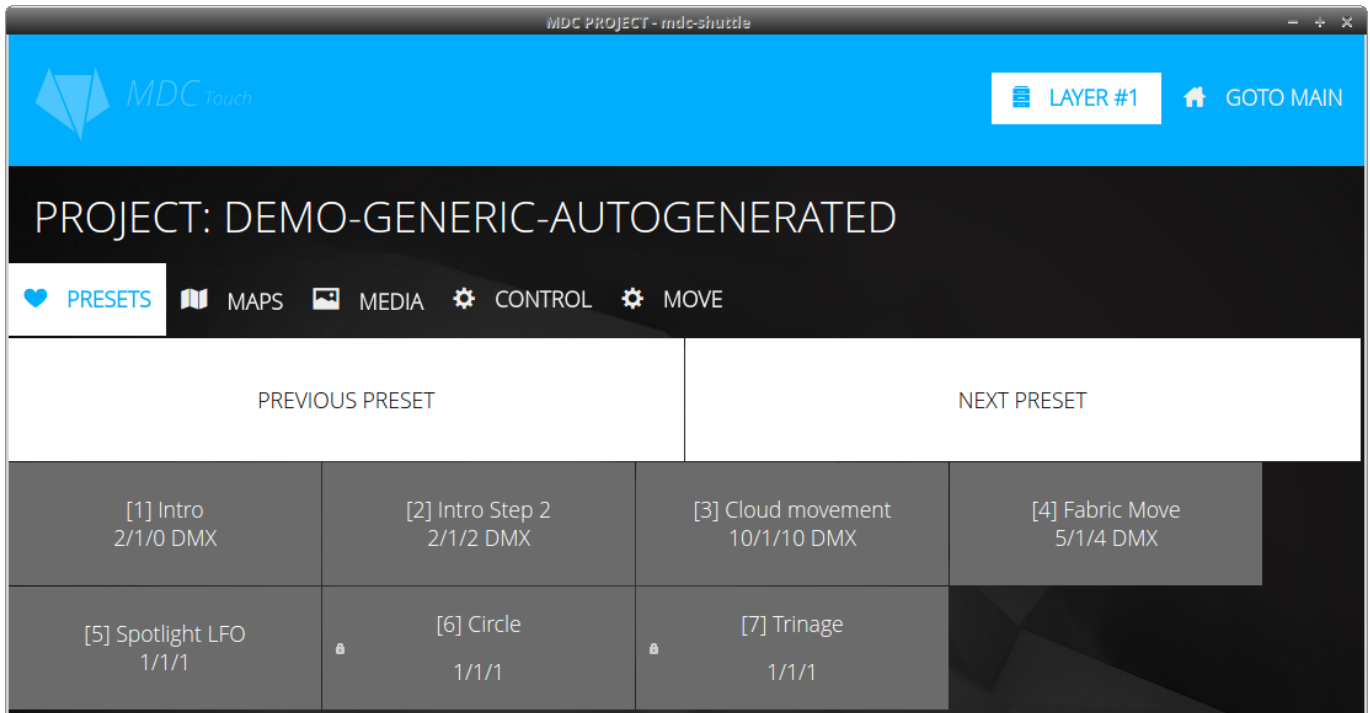 MDC PROJECT - mdc-shuttle
MDC Touch
LAYER #1
GOTO MAIN
PROJECT: DEMO-GENERIC-AUTOGENERATED
PRESETS
MAPS
MEDIA
CONTROL
MOVE
PREVIOUS PRESET
NEXT PRESET
[1] Intro
2/1/0 DMX
[2] Intro Step 2
2/1/2 DMX
[3] Cloud movement
10/1/10 DMX
[4] Fabric Move
5/1/4 DMX
[5] Spotlight LFO
1/1/1
[6] Circle
1/1/1
[7] Trinage
1/1/1